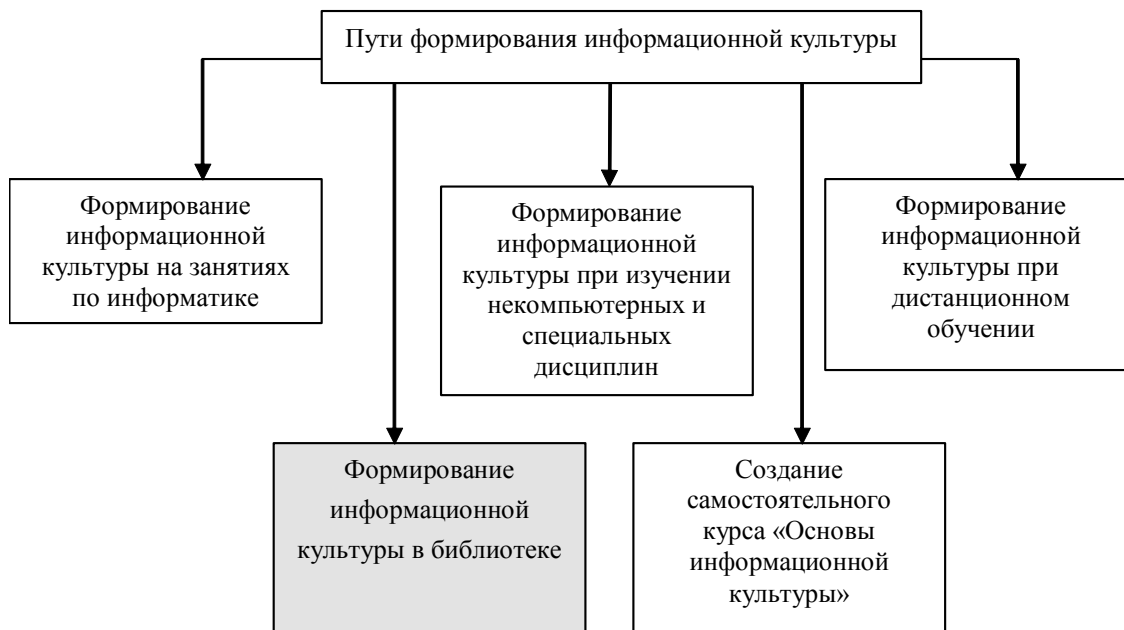 Пути формирования информационной культуры
Формирование
информационной
культуры на занятиях
по информатике
Формирование
информационной
культуры при изучении
некомпьютерных и
специальных
дисциплин
Формирование
информационной
культуры при
дистанционном
обучении
Формирование
информационной
культуры в библиотеке
Создание
самостоятельного
курса «Основы
информационной
культуры»